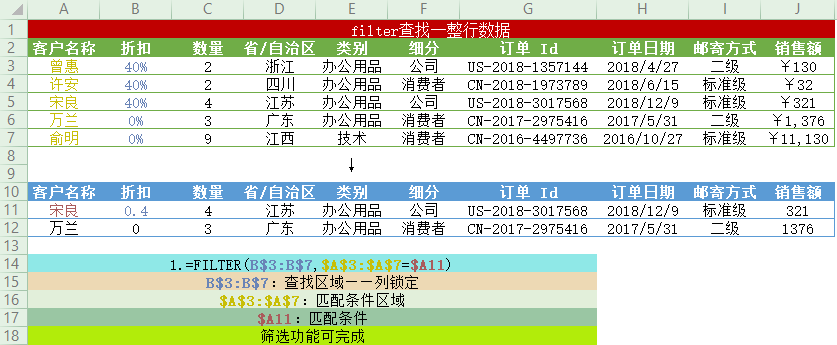 A B C D E F G H I J
1 filter查找一整行数据
2 客户名称 折扣 数量 省/自治区 类别 细分 订单 Id 订单日期 邮寄方式 销售额
3 曾惠 40% 2 浙江 办公用品 公司 US-2018-1357144 2018/4/27 二级 ￥130
4 许安 40% 2 四川 办公用品 消费者 CN-2018-1973789 2018/6/15 标准级 ￥32
5 宋良 40% 4 江苏 办公用品 公司 US-2018-3017568 2018/12/9 标准级 ￥321
6 万兰 0% 3 广东 办公用品 消费者 CN-2017-2975416 2017/5/31 二级 ￥1,376
7 俞明 0% 9 江西 技术 消费者 CN-2016-4497736 2016/10/27 标准级 ￥11,130
8 ↓
9
10 客户名称 折扣 数量 省/自治区 类别 细分 订单 Id 订单日期 邮寄方式 销售额
11 宋良 0.4 4 江苏 办公用品 公司 US-2018-3017568 2018/12/9 标准级 321
12 万兰 0 3 广东 办公用品 消费者 CN-2017-2975416 2017/5/31 二级 1376
13
14 1.=FILTER(B$3:B$7,$A$3:$A$7=$A11)
15 B$3:B$7：查找区域——列锁定
16 $A$3:$A$7：匹配条件区域
17 $A11：匹配条件
18 筛选功能可完成